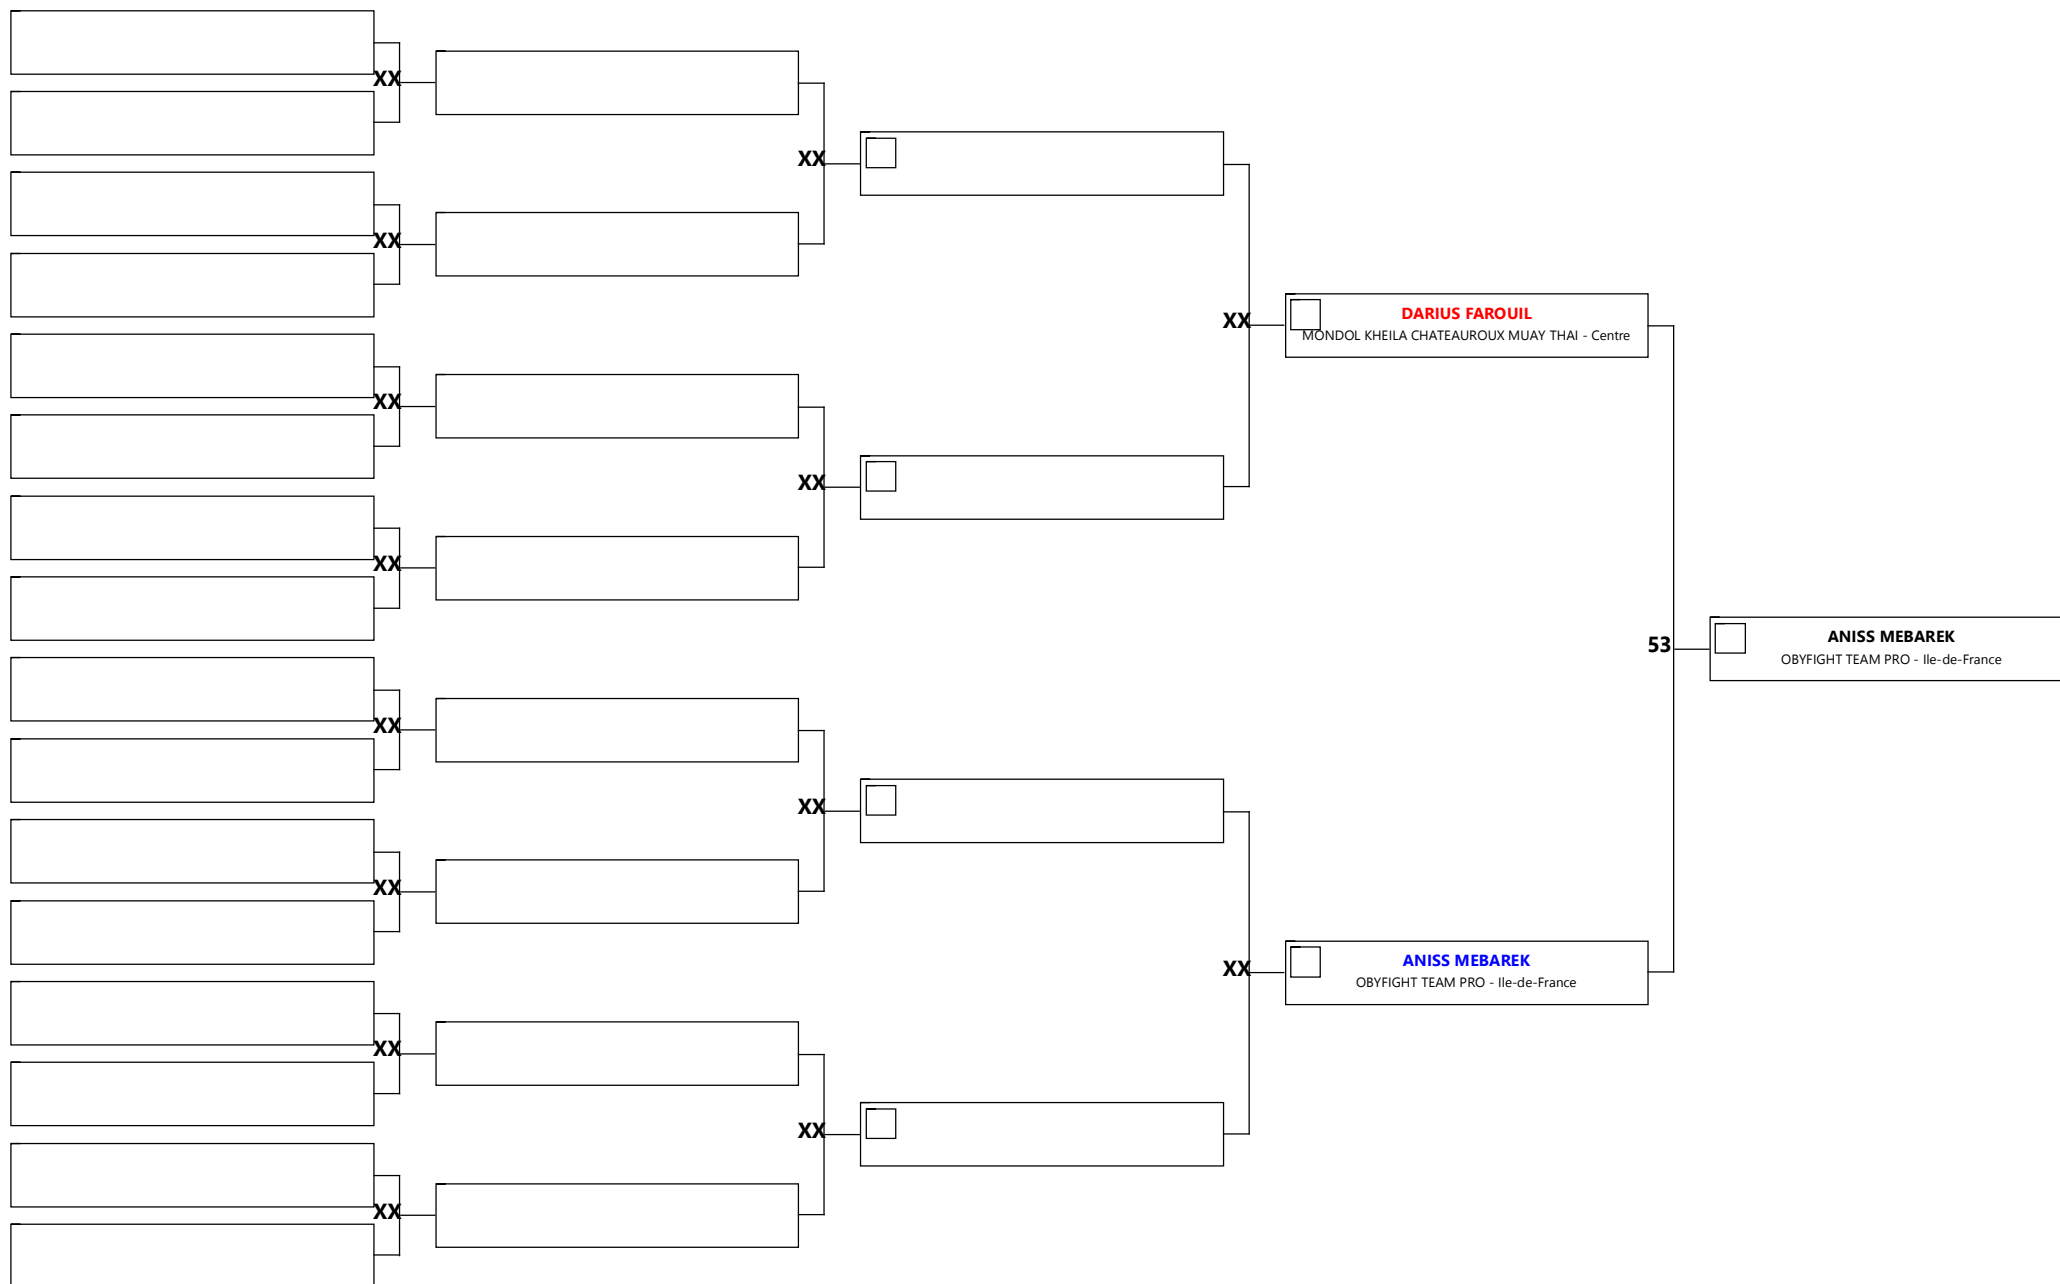 XX
XX
XX
XX
XX
XX
XX
XX
XX
XX
XX
XX
XX
DARIUS FAROUIL
MONDOL KHEILA CHATEAUROUX MUAY THAI - Centre
53
ANISS MEBAREK
OBYFIGHT TEAM PRO - Ile-de-France
XX
ANISS MEBAREK
OBYFIGHT TEAM PRO - Ile-de-France